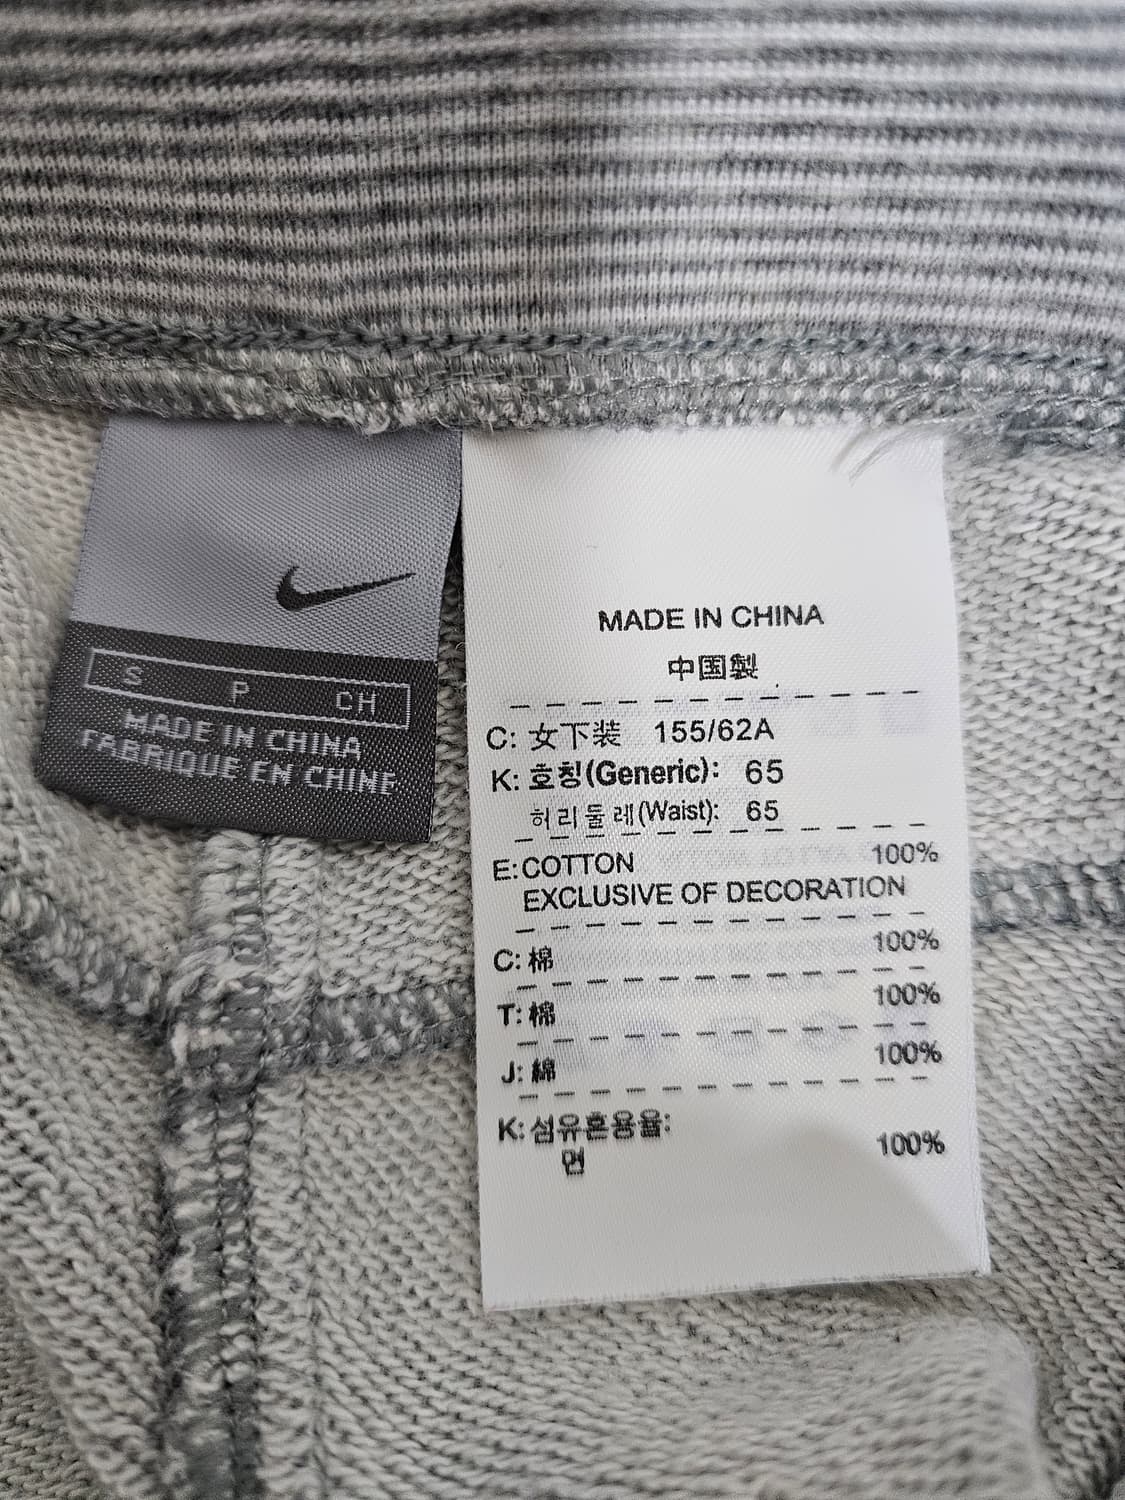 S P CH
MADE IN CHINA
FABRIQUE EN CHINE
MADE IN CHINA
中国製
C: 女下装 155/62A
K: 호칭(Generic): 65
허리둘레(Waist): 65
E: COTTON 100%
EXCLUSIVE OF DECORATION
C: 棉 100%
T: 棉 100%
J: 綿 100%
K: 섬유혼용율:
면 100%